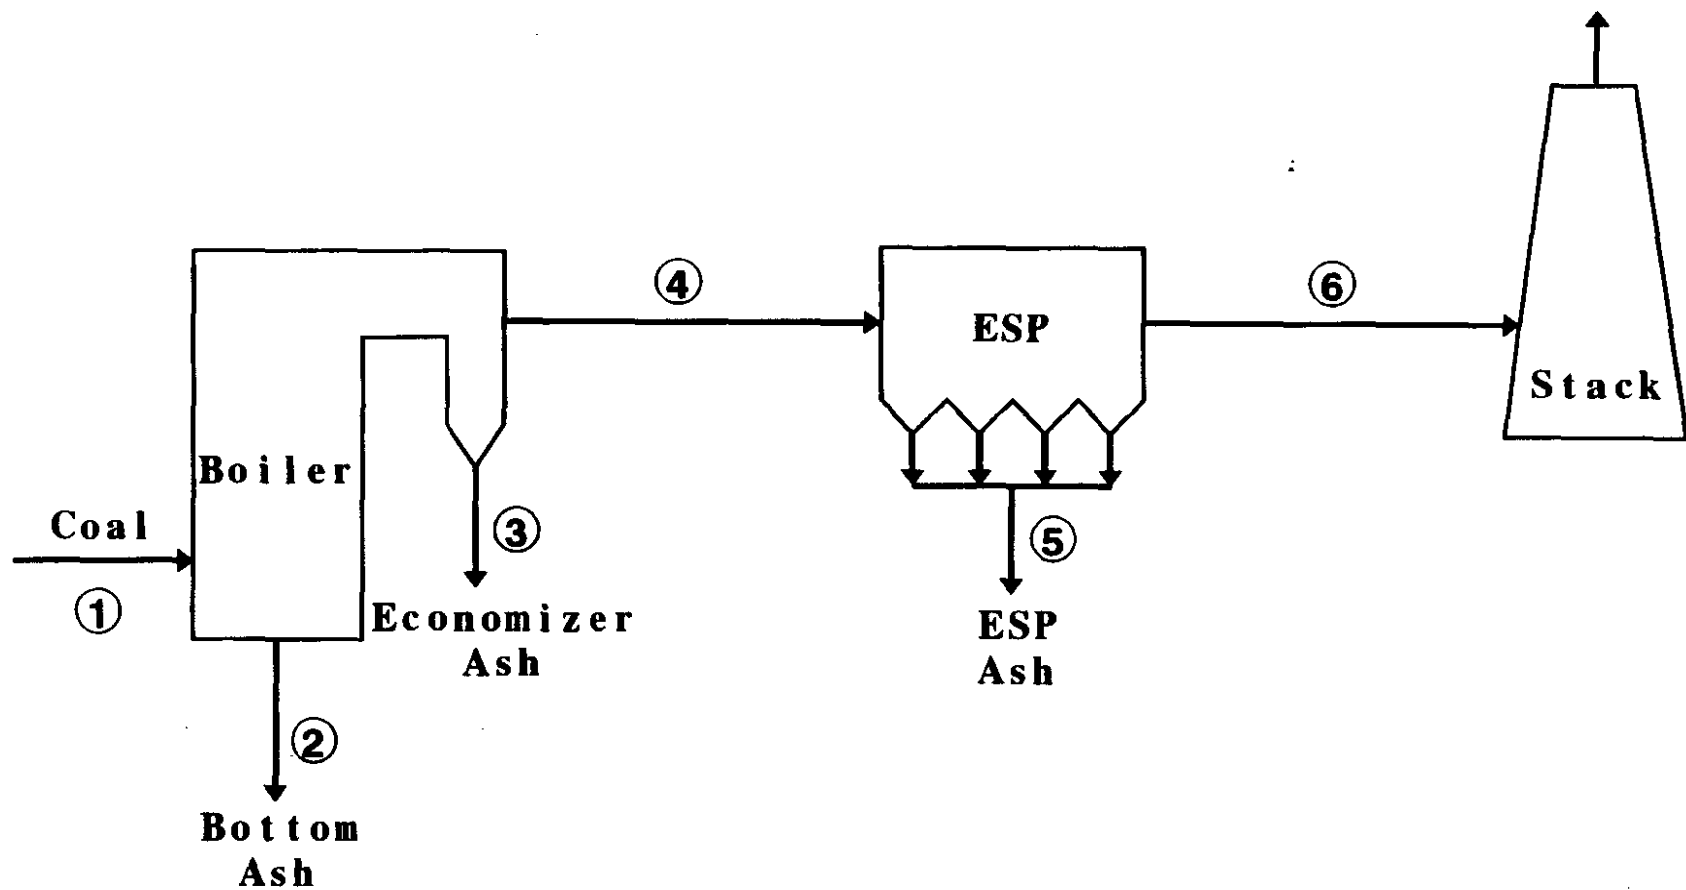 ④
⑥
ESP
Stack
Boiler
Coal
①
③
Economizer
Ash
⑤
ESP
Ash
②
Bottom
Ash